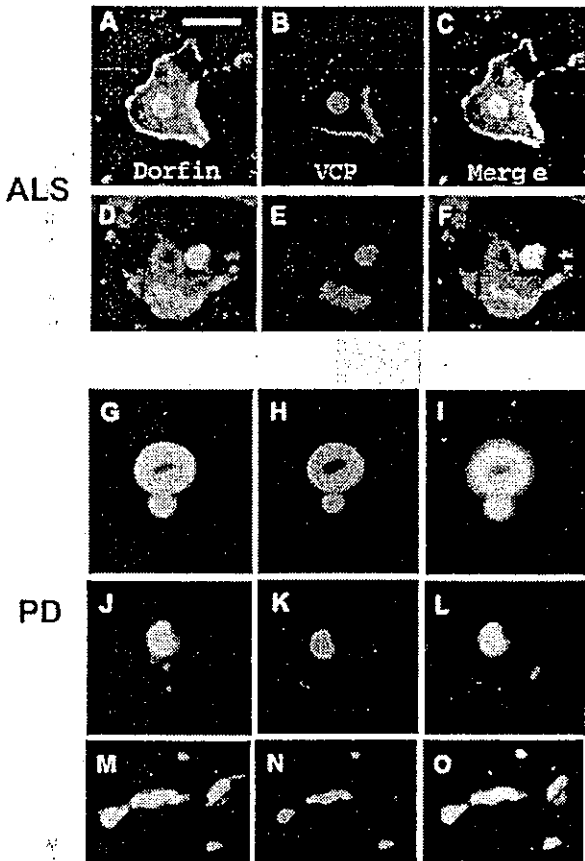 A B C
Dorfin VCP Merge
ALS
D E F
G H I
PD
J K L
M N O